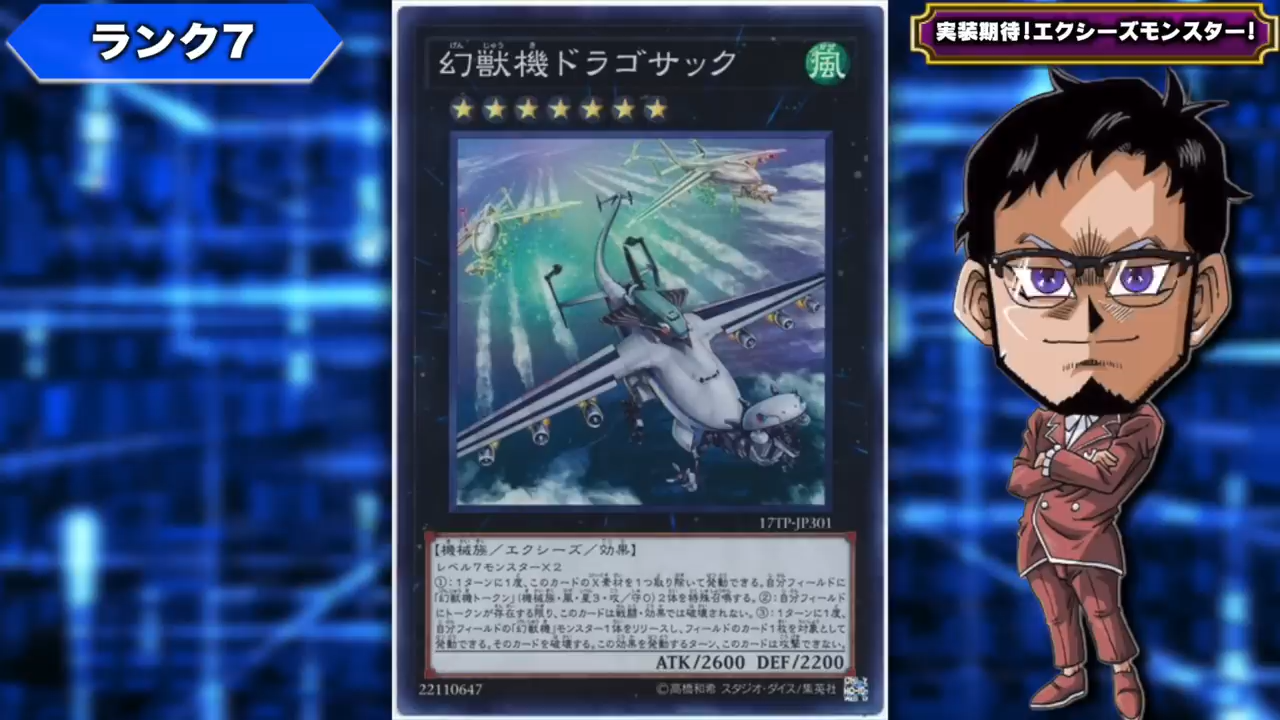 ランク7
実装期待!エクシーズモンスター!
幻獣機ドラゴサック
風
17TP-JP301
【機械族／エクシーズ／効果】
レベル7モンスター×2
①：1ターンに1度、このカードのX素材を1つ取り除いて発動できる。自分フィールドに
「幻獣機トークン」(機械族・風・星3・攻／守0)2体を特殊召喚する。②：自分フィールド
にトークンが存在する限り、このカードは戦闘・効果では破壊されない。③：1ターンに1度、
自分フィールドの「幻獣機」モンスター1体をリリースし、フィールドのカード1枚を対象として
発動できる。そのカードを破壊する。この効果を発動するターン、このカードは攻撃できない。
ATK/2600 DEF/2200
22110647
©高橋和希 スタジオ・ダイス/集英社